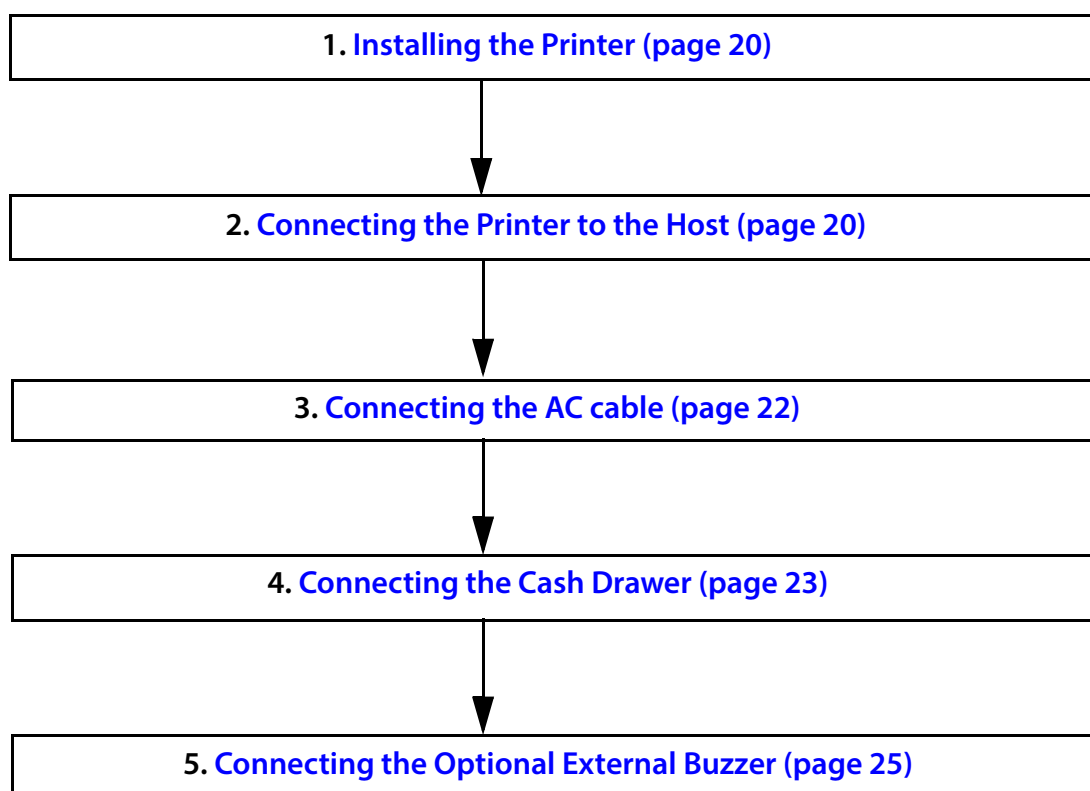 1. Installing the Printer (page 20)
2. Connecting the Printer to the Host (page 20)
3. Connecting the AC cable (page 22)
4. Connecting the Cash Drawer (page 23)
5. Connecting the Optional External Buzzer (page 25)